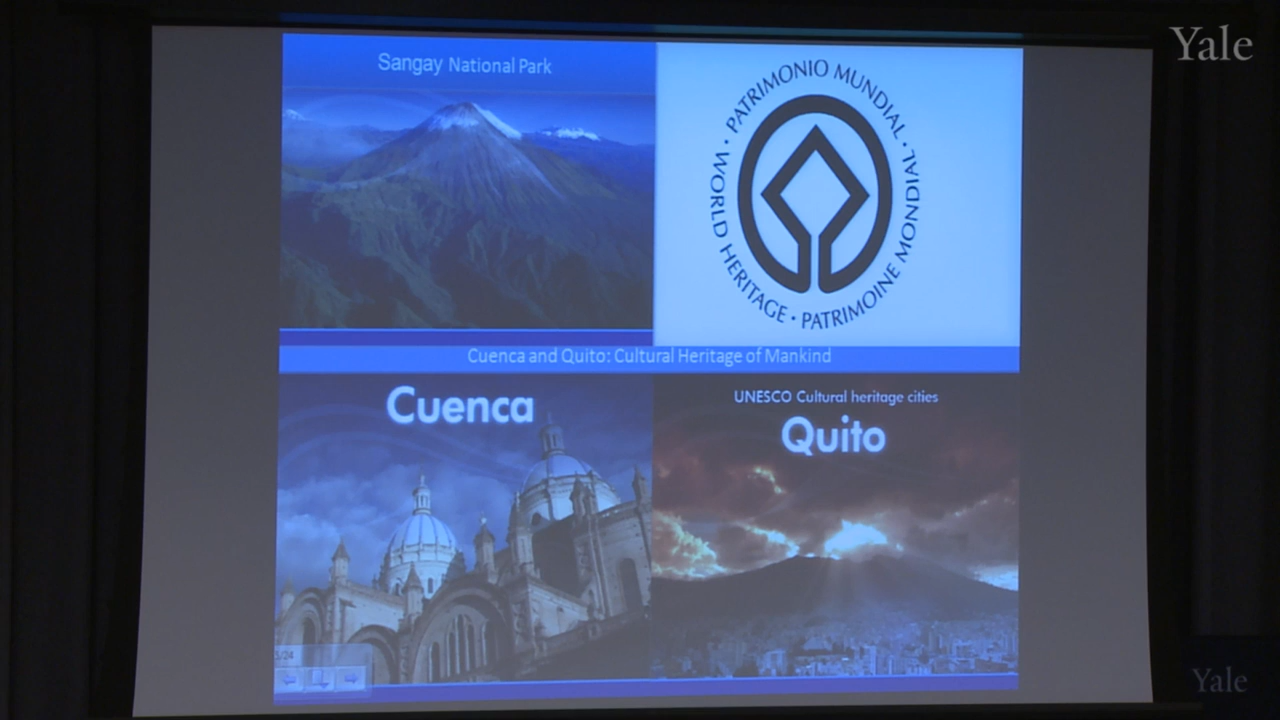 Yale
Sangay National Park
PATRIMONIO MUNDIAL • PATRIMOINE MONDIAL • WORLD HERITAGE •
Cuenca and Quito: Cultural Heritage of Mankind
Cuenca
UNESCO Cultural heritage cities
Quito
Yale